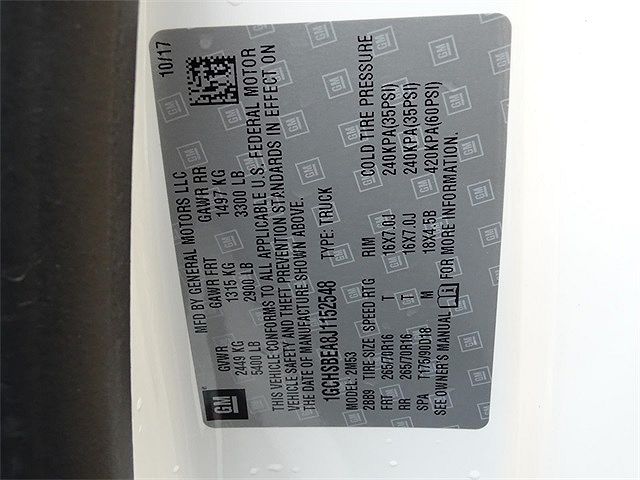 MFD BY GENERAL MOTORS LLC
10/17
GVWR GAWR FRT GAWR RR
2449 KG 1315 KG 1497 KG
5400 LB 2900 LB 3300 LB
THIS VEHICLE CONFORMS TO ALL APPLICABLE U.S. FEDERAL MOTOR
VEHICLE SAFETY AND THEFT PREVENTION STANDARDS IN EFFECT ON
THE DATE OF MANUFACTURE SHOWN ABOVE.
1GCHSBEA8J1152548 TYPE: TRUCK
MODEL: 2M53
2BB9 TIRE SIZE SPEED RTG RIM COLD TIRE PRESSURE
FRT 265/70R16 T 16X7.0J 240KPA(35PSI)
RR 265/70R16 T 16X7.0J 240KPA(35PSI)
SPA T175/90D18 M 18X4.5B 420KPA(60PSI)
SEE OWNER'S MANUAL FOR MORE INFORMATION.
GM